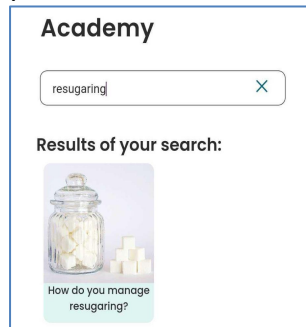 Academy
resugaring
Results of your search:
How do you manage
resugaring?